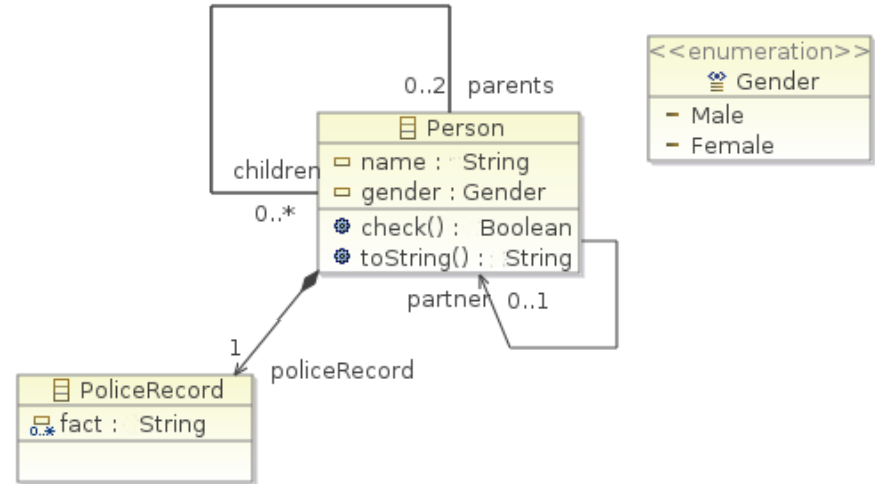 0..2 parents
<<enumeration>>
Gender
Male
Female
Person
name : String
gender : Gender
check() : Boolean
toString() : String
children
0..*
partner 0..1
1
policeRecord
PoliceRecord
0..* fact : String